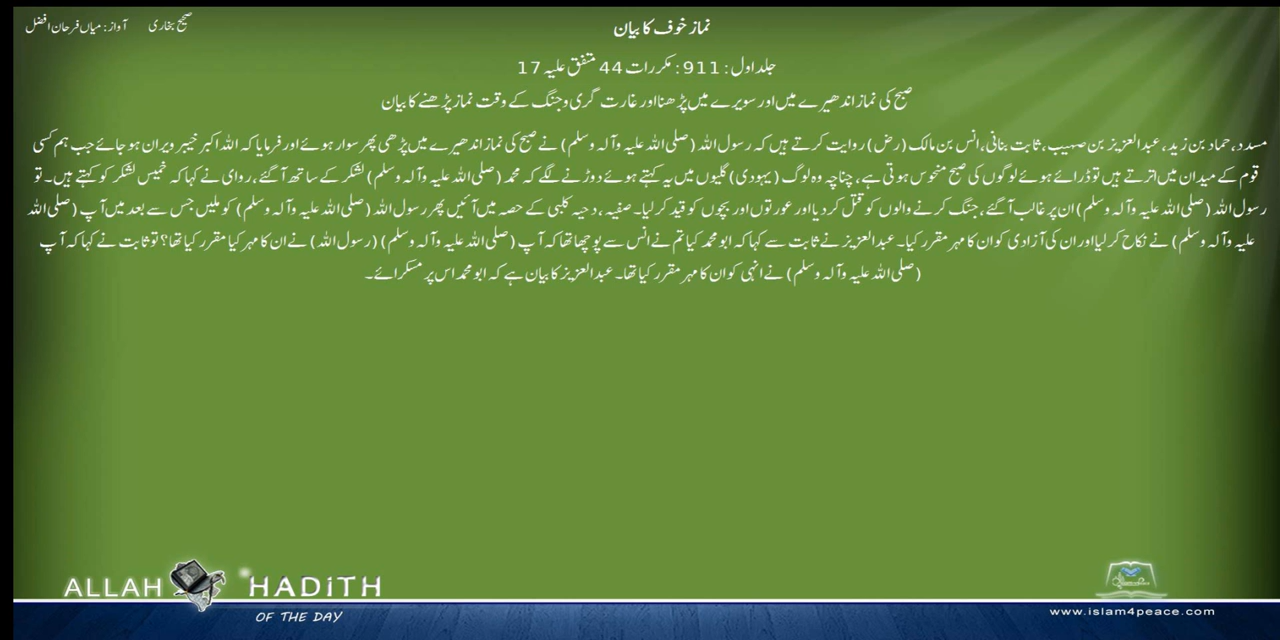 صحیح بخاری
آواز: میاں فرحان افضل
نماز خوف کا بیان
جلد اول: 911: مکررات 44 متفق علیہ 17
صبح کی نماز اندھیرے میں اور سویرے میں پڑھنا اور غارت گری و جنگ کے وقت نماز پڑھنے کا بیان
مسدد، حماد بن زید، عبدالعزیز بن صہیب، ثابت بنانی، انس بن مالک (رض) روایت کرتے ہیں کہ رسول اللہ (صلی اللہ علیہ وآلہ وسلم) نے صبح کی نماز اندھیرے میں پڑھی پھر سوار ہوئے اور فرمایا کہ اللہ اکبر خیبر ویران ہو جائے جب ہم کسی
قوم کے میدان میں اترتے ہیں تو ڈرائے ہوئے لوگوں کی صبح منحوس ہوتی ہے، چناچہ وہ لوگ (یہودی) گلیوں میں یہ کہتے ہوئے دوڑنے لگے کہ محمد (صلی اللہ علیہ وآلہ وسلم) لشکر کے ساتھ آگئے، روای نے کہا کہ خمیس لشکر کو کہتے ہیں۔ تو
رسول اللہ (صلی اللہ علیہ وآلہ وسلم) ان پر غالب آگئے، جنگ کرنے والوں کو قتل کردیا اور عورتوں اور بچوں کو قید کرلیا۔ صفیہ، دحیہ کلبی کے حصہ میں آئیں پھر رسول اللہ (صلی اللہ علیہ وآلہ وسلم) کو ملیں جس سے بعد میں آپ (صلی اللہ
علیہ وآلہ وسلم) نے نکاح کرلیا اور ان کی آزادی کو ان کا مہر مقرر کیا۔ عبدالعزیز نے ثابت سے کہا کہ ابو محمد کیا تم نے انس سے پوچھا تھا کہ آپ (صلی اللہ علیہ وآلہ وسلم) (رسول اللہ) نے ان کا مہر کیا مقرر کیا تھا؟ تو ثابت نے کہا کہ آپ
(صلی اللہ علیہ وآلہ وسلم) نے انہی کو ان کا مہر مقرر کیا تھا۔ عبدالعزیز کا بیان ہے کہ ابو محمد اس پر مسکرائے۔
ALLAH HADITH
OF THE DAY
www.islam4peace.com